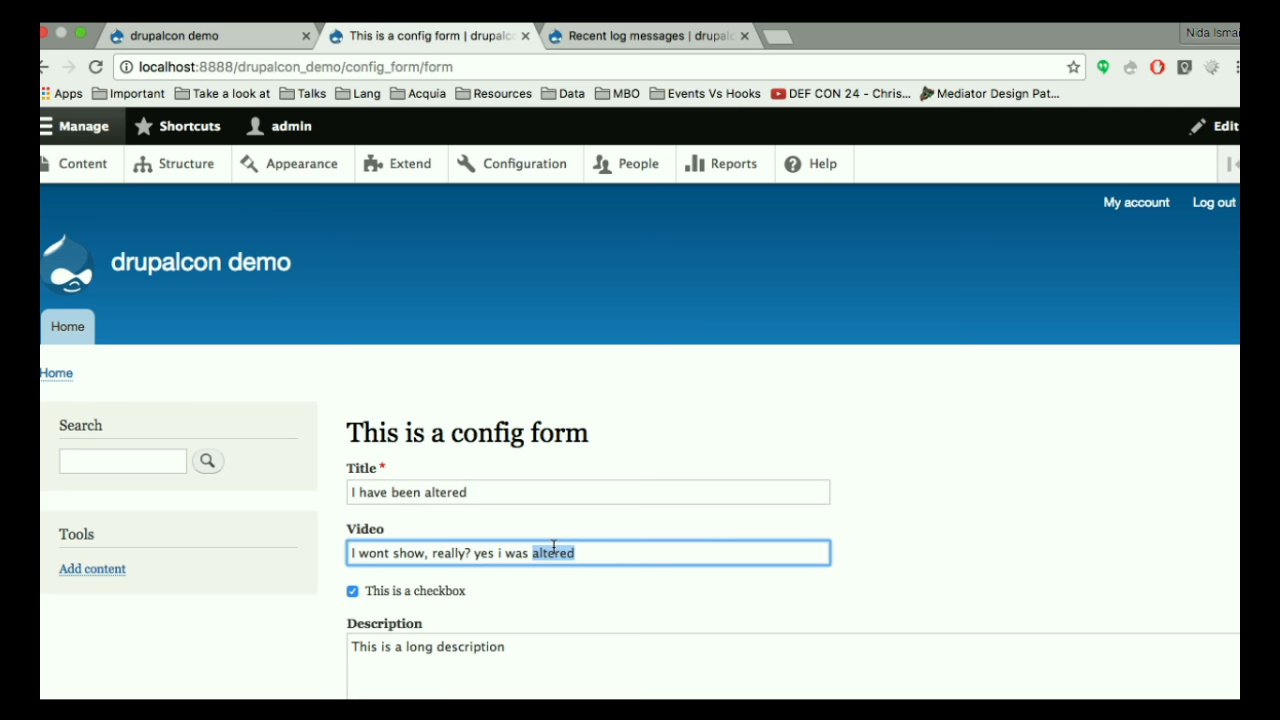 drupalcon demo
This is a config form | drupalc
Recent log messages | drupal
Nida Ismai
localhost:8888/drupalcon_demo/config_form/form
Apps Important Take a look at Talks Lang Acquia Resources Data MBO Events Vs Hooks DEF CON 24 - Chris... Mediator Design Pat...
Manage Shortcuts admin Edit
Content Structure Appearance Extend Configuration People Reports Help
My account Log out
drupalcon demo
Home
Home
Search
Tools
Add content
This is a config form
Title *
I have been altered
Video
I wont show, really? yes i was altered
This is a checkbox
Description
This is a long description